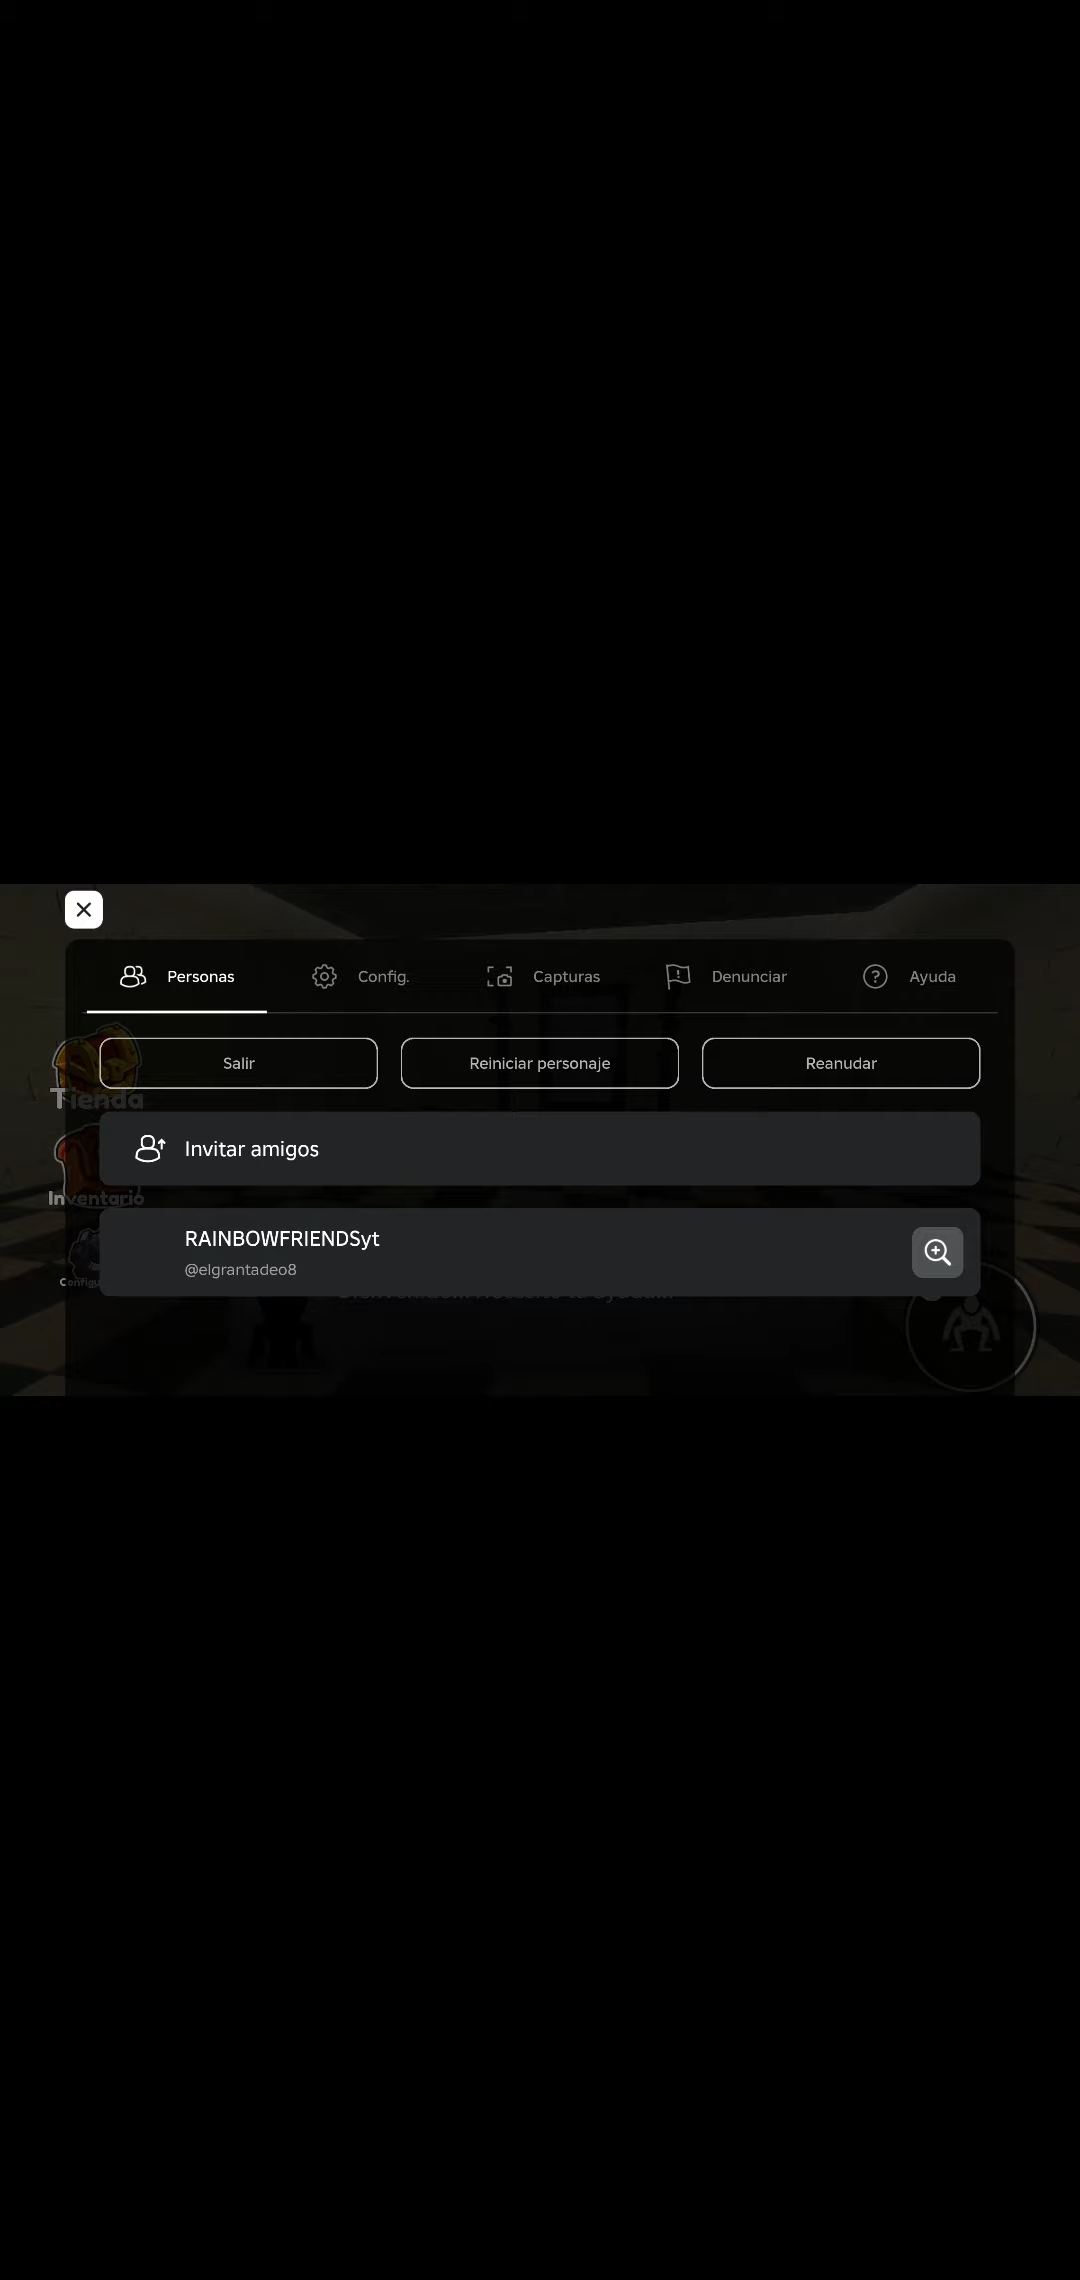 Personas
Config.
Capturas
Denunciar
Ayuda
Salir
Reiniciar personaje
Reanudar
Tienda
Invitar amigos
Inventario
RAINBOWFRIENDSyt
@elgrantadeo8